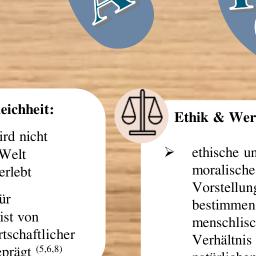 A
eichheit:
ird nicht
Welt
erlebt
ür
ist von
rtschaftlicher
eprägt (5,6,8)
Ethik & Wer
➤ ethische un
moralische
Vorstellung
bestimmen
menschlisc
Verhältnis